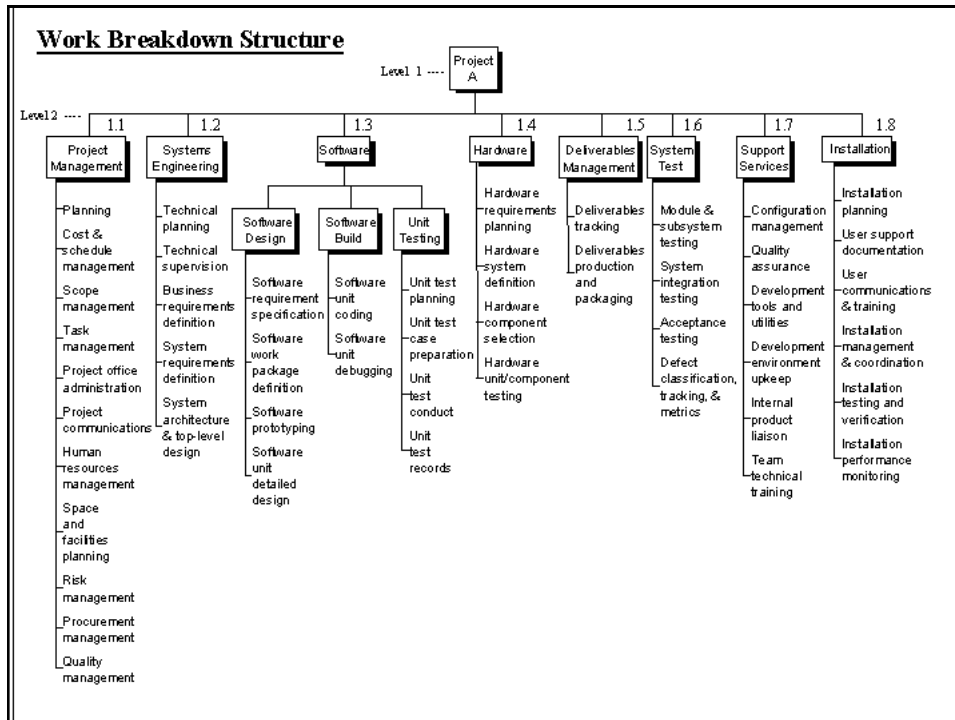 Work Breakdown Structure
Level 1 ----
Project
A
Level 2 ----
1.1
Project
Management
Planning
Cost &
schedule
management
Scope
management
Task
management
Project office
administration
Project
communications
Human
resources
management
Space
and
facilities
planning
Risk
management
Procurement
management
Quality
management
1.2
Systems
Engineering
Technical
planning
Technical
supervision
Business
requirements
definition
System
requirements
definition
System
architecture
& top-level
design
1.3
Software
Software
Design
Software
requirement
specification
Software
work
package
definition
Software
prototyping
Software
unit
detailed
design
Software
Build
Software
unit
coding
Software
unit
debugging
Unit
Testing
Unit test
planning
Unit test
case
preparation
Unit
test
conduct
Unit
test
records
1.4
Hardware
Hardware
requirements
planning
Hardware
system
definition
Hardware
component
selection
Hardware
unit/component
testing
1.5
Deliverables
Management
Deliverables
tracking
Deliverables
production
and
packaging
1.6
System
Test
Module &
subsystem
testing
System
integration
testing
Acceptance
testing
Defect
classification,
tracking, &
metrics
1.7
Support
Services
Configuration
management
Quality
assurance
Development
tools and
utilities
Development
environment
upkeep
Internal
product
liaison
Team
technical
training
1.8
Installation
Installation
planning
User support
documentation
User
communications
& training
Installation
management
& coordination
Installation
testing and
verification
Installation
performance
monitoring